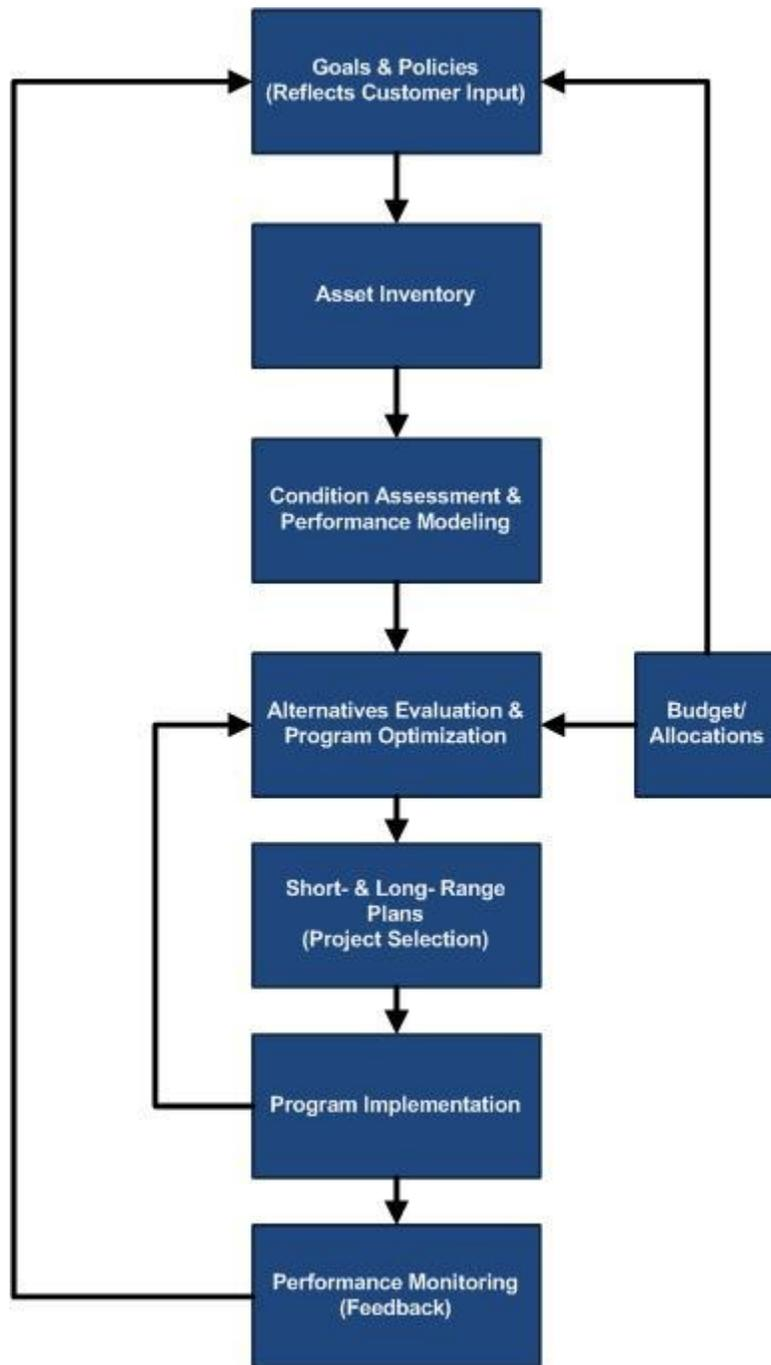 Goals & Policies
(Reflects Customer Input)
Asset Inventory
Condition Assessment &
Performance Modeling
Alternatives Evaluation &
Program Optimization
Budget/
Allocations
Short- & Long- Range
Plans
(Project Selection)
Program Implementation
Performance Monitoring
(Feedback)